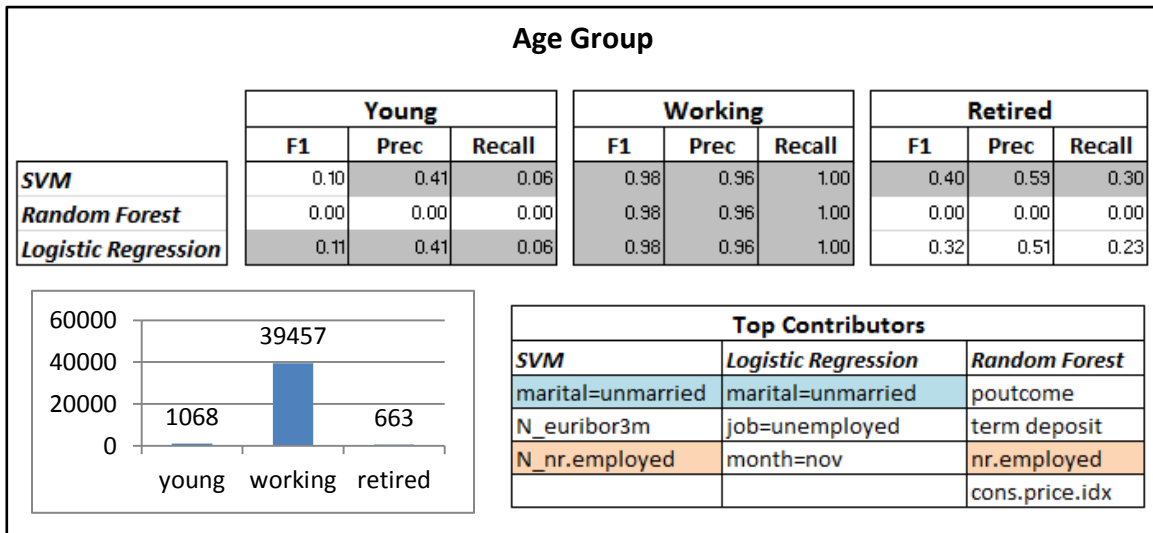 Age Group
Young Working Retired
F1 Prec Recall F1 Prec Recall F1 Prec Recall
SVM 0.10 0.41 0.06 0.98 0.96 1.00 0.40 0.59 0.30
Random Forest 0.00 0.00 0.00 0.98 0.96 1.00 0.00 0.00 0.00
Logistic Regression 0.11 0.41 0.06 0.98 0.96 1.00 0.32 0.51 0.23
60000
40000
20000
0
1068 39457 663
young working retired
Top Contributors
SVM Logistic Regression Random Forest
marital=unmarried marital=unmarried poutcome
N_euribor3m job=unemployed term deposit
N_nr.employed month=nov nr.employed
cons.price.idx